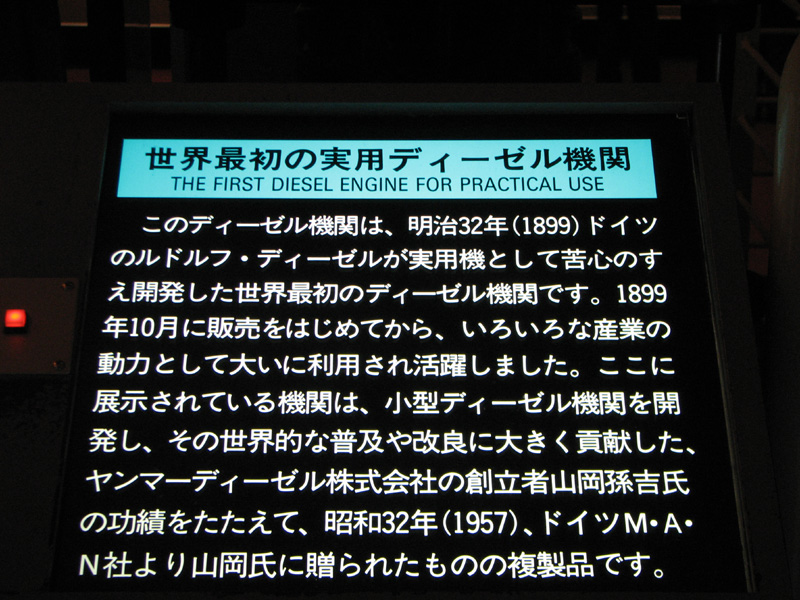 世界最初の実用ディーゼル機関
THE FIRST DIESEL ENGINE FOR PRACTICAL USE
このディーゼル機関は、明治32年(1899)ドイツ
のルドルフ・ディーゼルが実用機として苦心のす
え開発した世界最初のディーゼル機関です。1899
年10月に販売をはじめてから、いろいろな産業の
動力として大いに利用され活躍しました。ここに
展示されている機関は、小型ディーゼル機関を開
発し、その世界的な普及や改良に大きく貢献した、
ヤンマーディーゼル株式会社の創立者山岡孫吉氏
の功績をたたえて、昭和32年(1957)、ドイツM・A・
N社より山岡氏に贈られたものの複製品です。